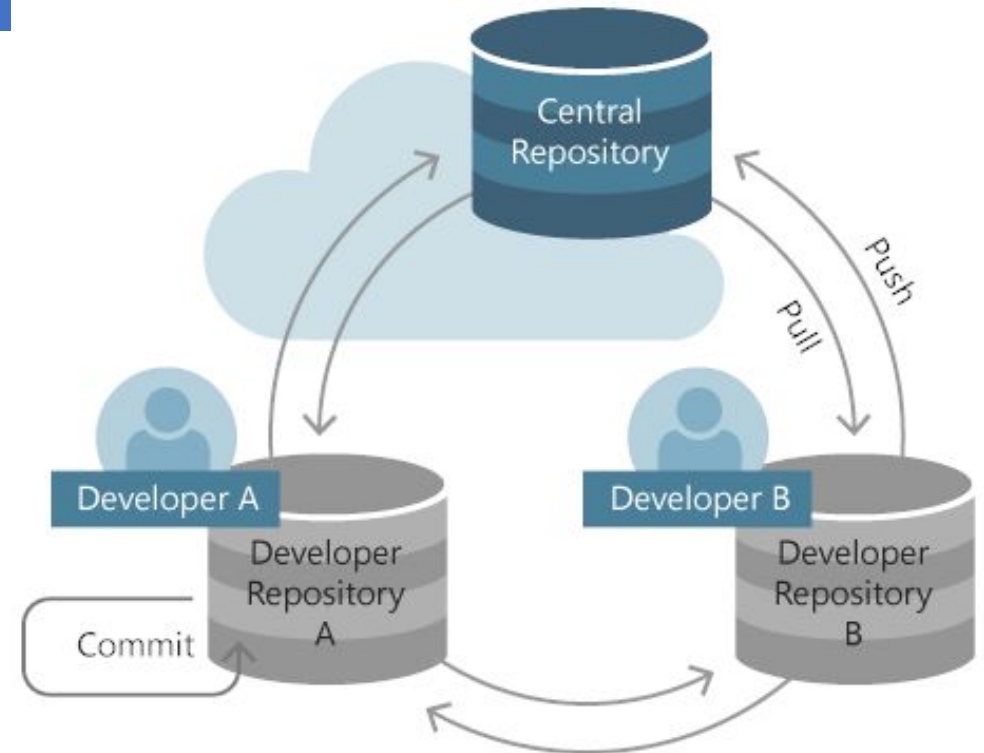 Central
Repository
Push
Pull
Developer A
Developer B
Developer
Repository
A
Developer
Repository
B
Commit